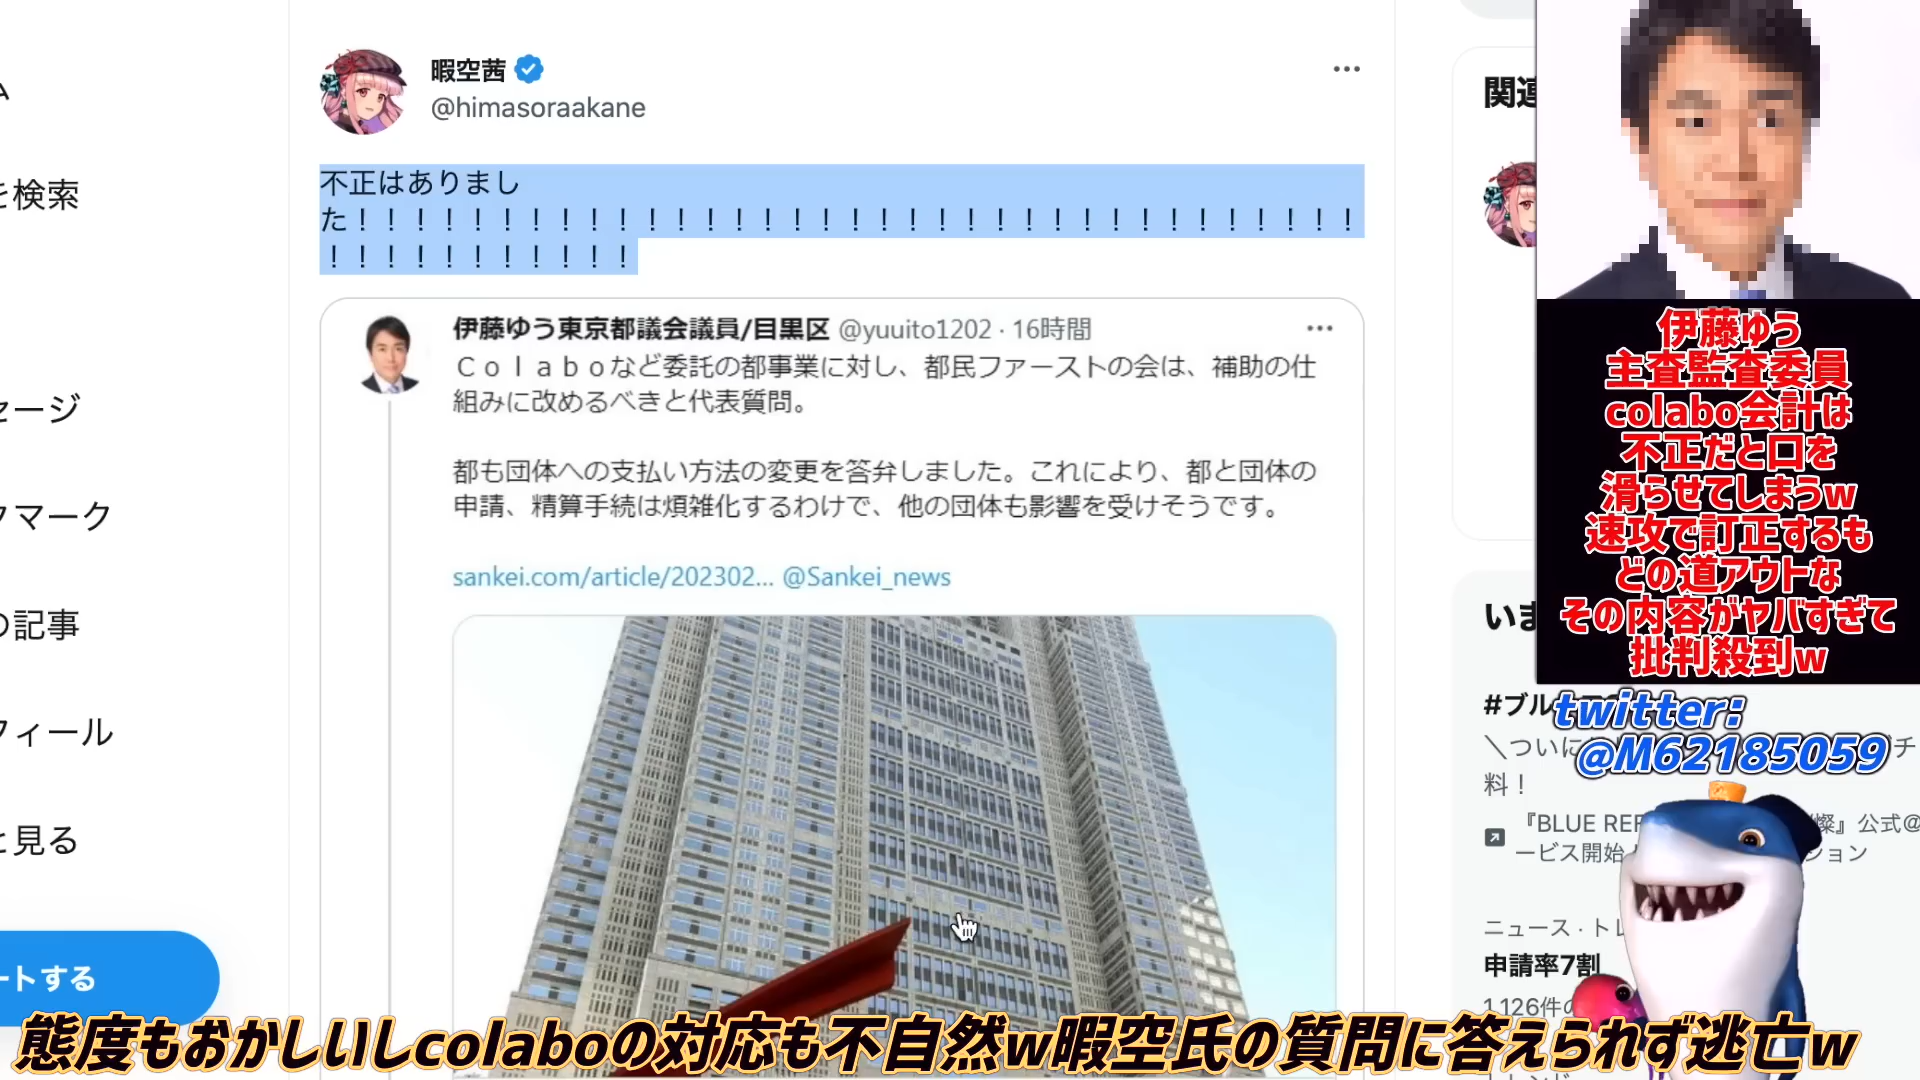 ム
を検索
セージ
クマーク
の記事
フィール
と見る
ートする
暇空茜
@himasoraakane
不正はありまし
た！！！！！！！！！！！！！！！！！！！！！！！！！！！！！！！！！！！
！！！！！！！！！！！
伊藤ゆう東京都議会議員/目黒区 @yuuito1202 · 16時間
Ｃｏｌａｂｏなど委託の都事業に対し、都民ファーストの会は、補助の仕
組みに改めるべきと代表質問。
都も団体への支払い方法の変更を答弁しました。これにより、都と団体の
申請、精算手続は煩雑化するわけで、他の団体も影響を受けそうです。
sankei.com/article/202302... @Sankei_news
関連
伊藤ゆう
主査監査委員
colabo会計は
不正だと口を
滑らせてしまうw
速攻で訂正するも
どの道アウトな
その内容がヤバすぎて
批判殺到w
いま
#ブル
twitter:
@M62185059
＼ついに
チ
料！
『BLUE REF
燦』公式@
ービス開始
ション
ニュース · トレ
申請率7割
1,126件の
態度もおかしいしcolaboの対応も不自然w暇空氏の質問に答えられず逃亡w